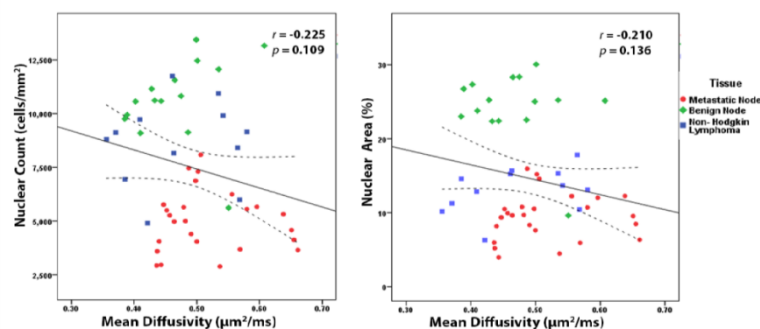 r = -0.225
p = 0.109
12,500
10,000
7,500
5,000
2,500
Nuclear Count (cells/mm²)
0.30
0.40
0.50
0.60
0.70
Mean Diffusivity (μm²/ms)
r = -0.210
p = 0.136
30
20
10
0
Nuclear Area (%)
0.30
0.40
0.50
0.60
0.70
Mean Diffusivity (μm²/ms)
Tissue
Metastatic Node
Benign Node
Non- Hodgkin
Lymphoma